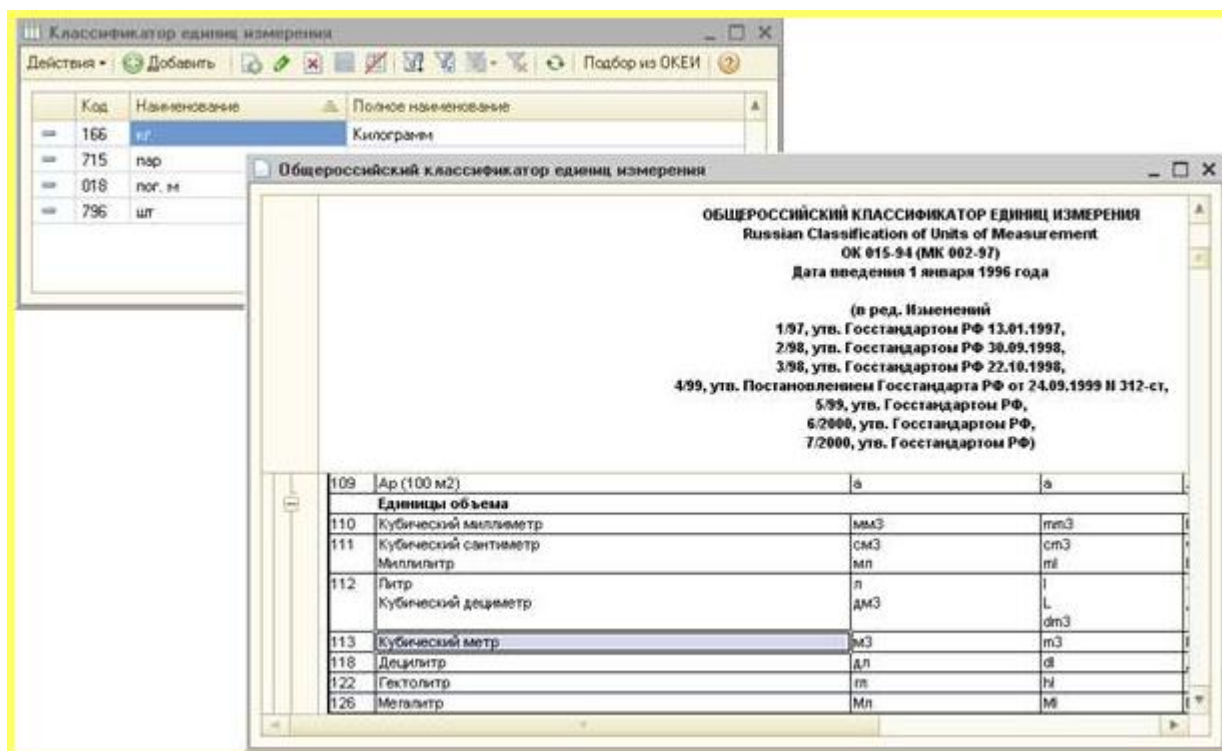 Классификатор единиц измерения
Действия Добавить Подбор из ОКЕИ
Код Наименование Полное наименование
166 кг Килограмм
715 пар
018 пог. м
796 шт
Общероссийский классификатор единиц измерения
ОБЩЕРОССИЙСКИЙ КЛАССИФИКАТОР ЕДИНИЦ ИЗМЕРЕНИЯ
Russian Classification of Units of Measurement
ОК 015-94 (МК 002-97)
Дата введения 1 января 1996 года
(в ред. Изменений
1/97, утв. Госстандартом РФ 13.01.1997,
2/98, утв. Госстандартом РФ 30.09.1998,
3/98, утв. Госстандартом РФ 22.10.1998,
4/99, утв. Постановлением Госстандарта РФ от 24.09.1999 N 312-ст,
5/99, утв. Госстандартом РФ,
6/2000, утв. Госстандартом РФ,
7/2000, утв. Госстандартом РФ)
109 Ар (100 м2) а а
Единицы объема
110 Кубический миллиметр мм3 mm3
111 Кубический сантиметр см3 cm3
Миллилитр мл ml
112 Литр л l
Кубический дециметр дм3 L
dm3
113 Кубический метр м3 m3
118 Децилитр дл dl
122 Гектолитр гл hl
126 Мегалитр Мл Ml